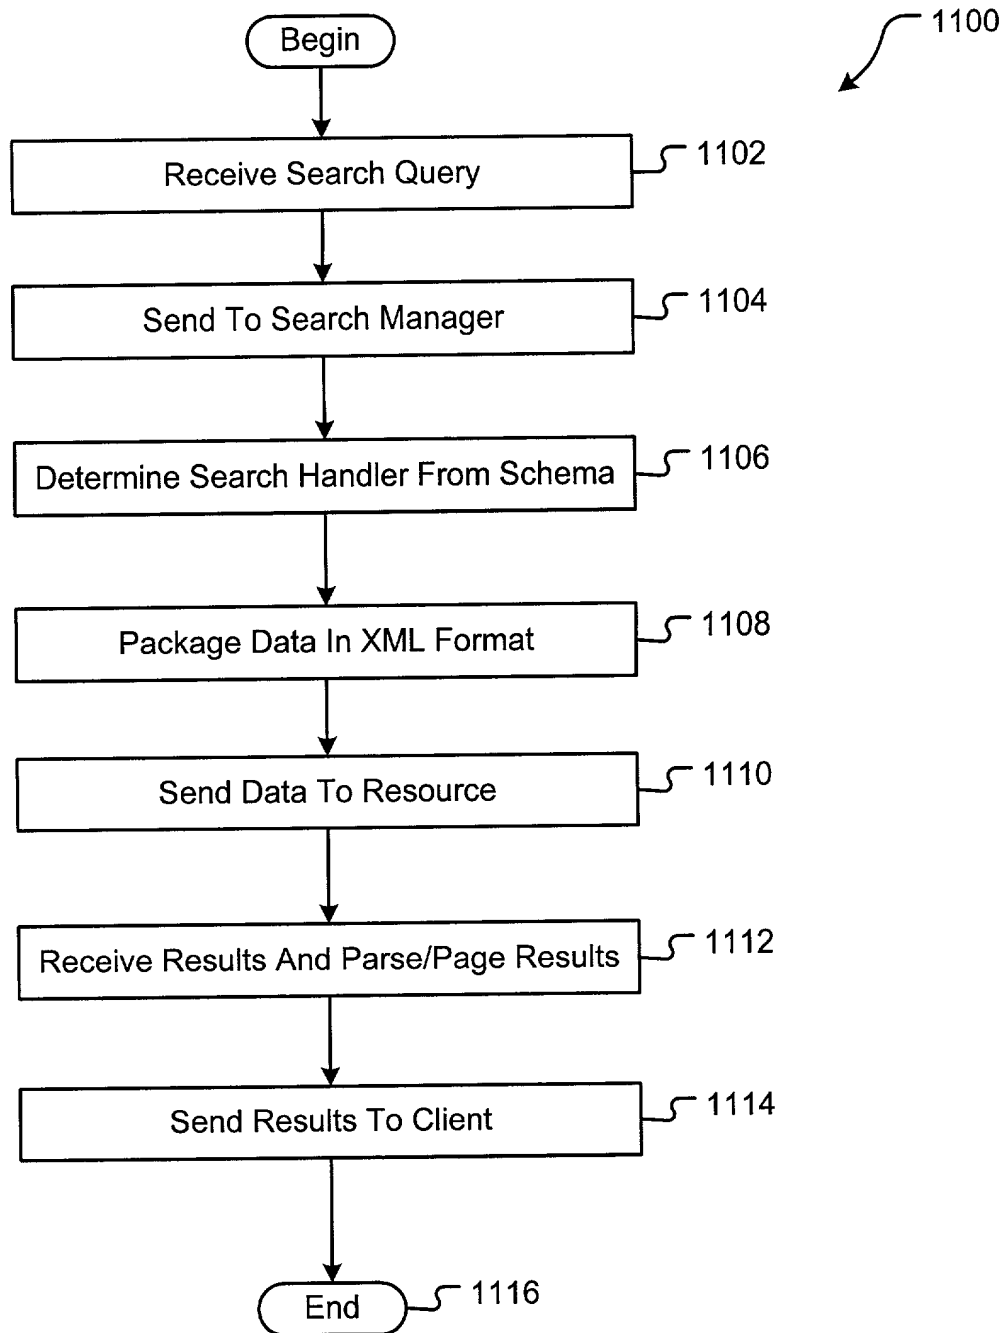 1100
Begin
Receive Search Query
1102
Send To Search Manager
1104
Determine Search Handler From Schema
1106
Package Data In XML Format
1108
Send Data To Resource
1110
Receive Results And Parse/Page Results
1112
Send Results To Client
1114
End
1116